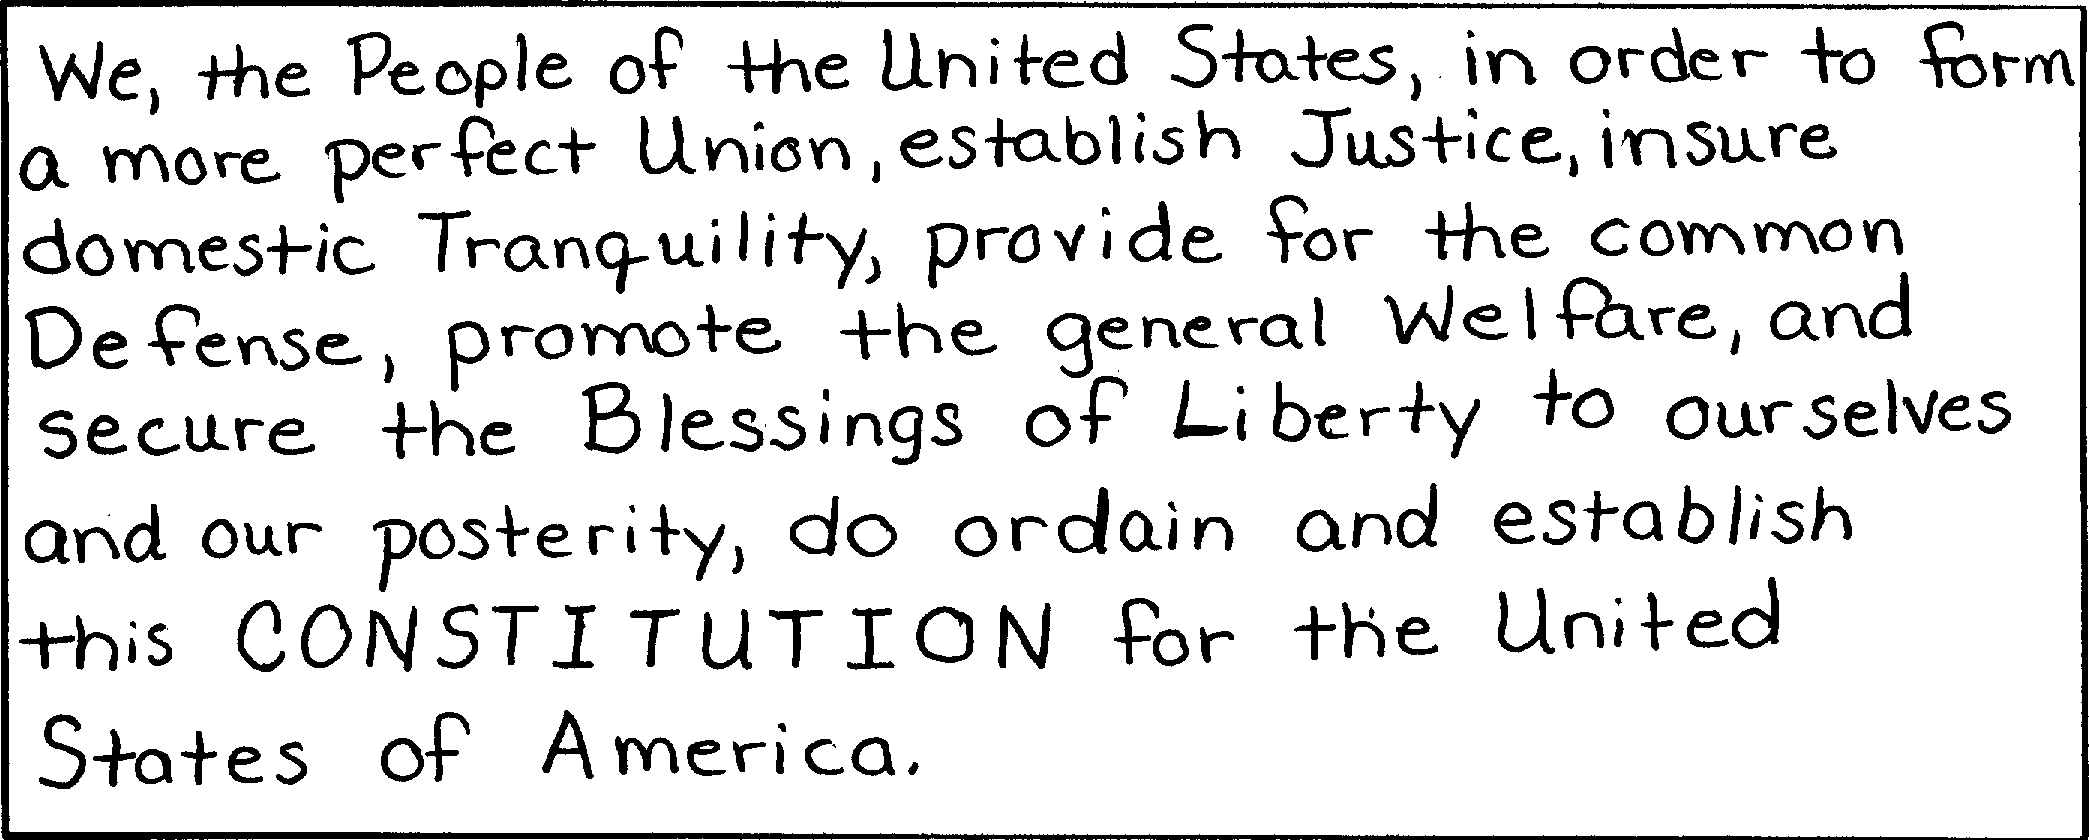 We, the People of the United States, in order to form
a more perfect Union, establish Justice, insure
domestic Tranquility, provide for the common
Defense, promote the general Welfare, and
secure the Blessings of Liberty to ourselves
and our posterity, do ordain and establish
this CONSTITUTION for the United
States of America.